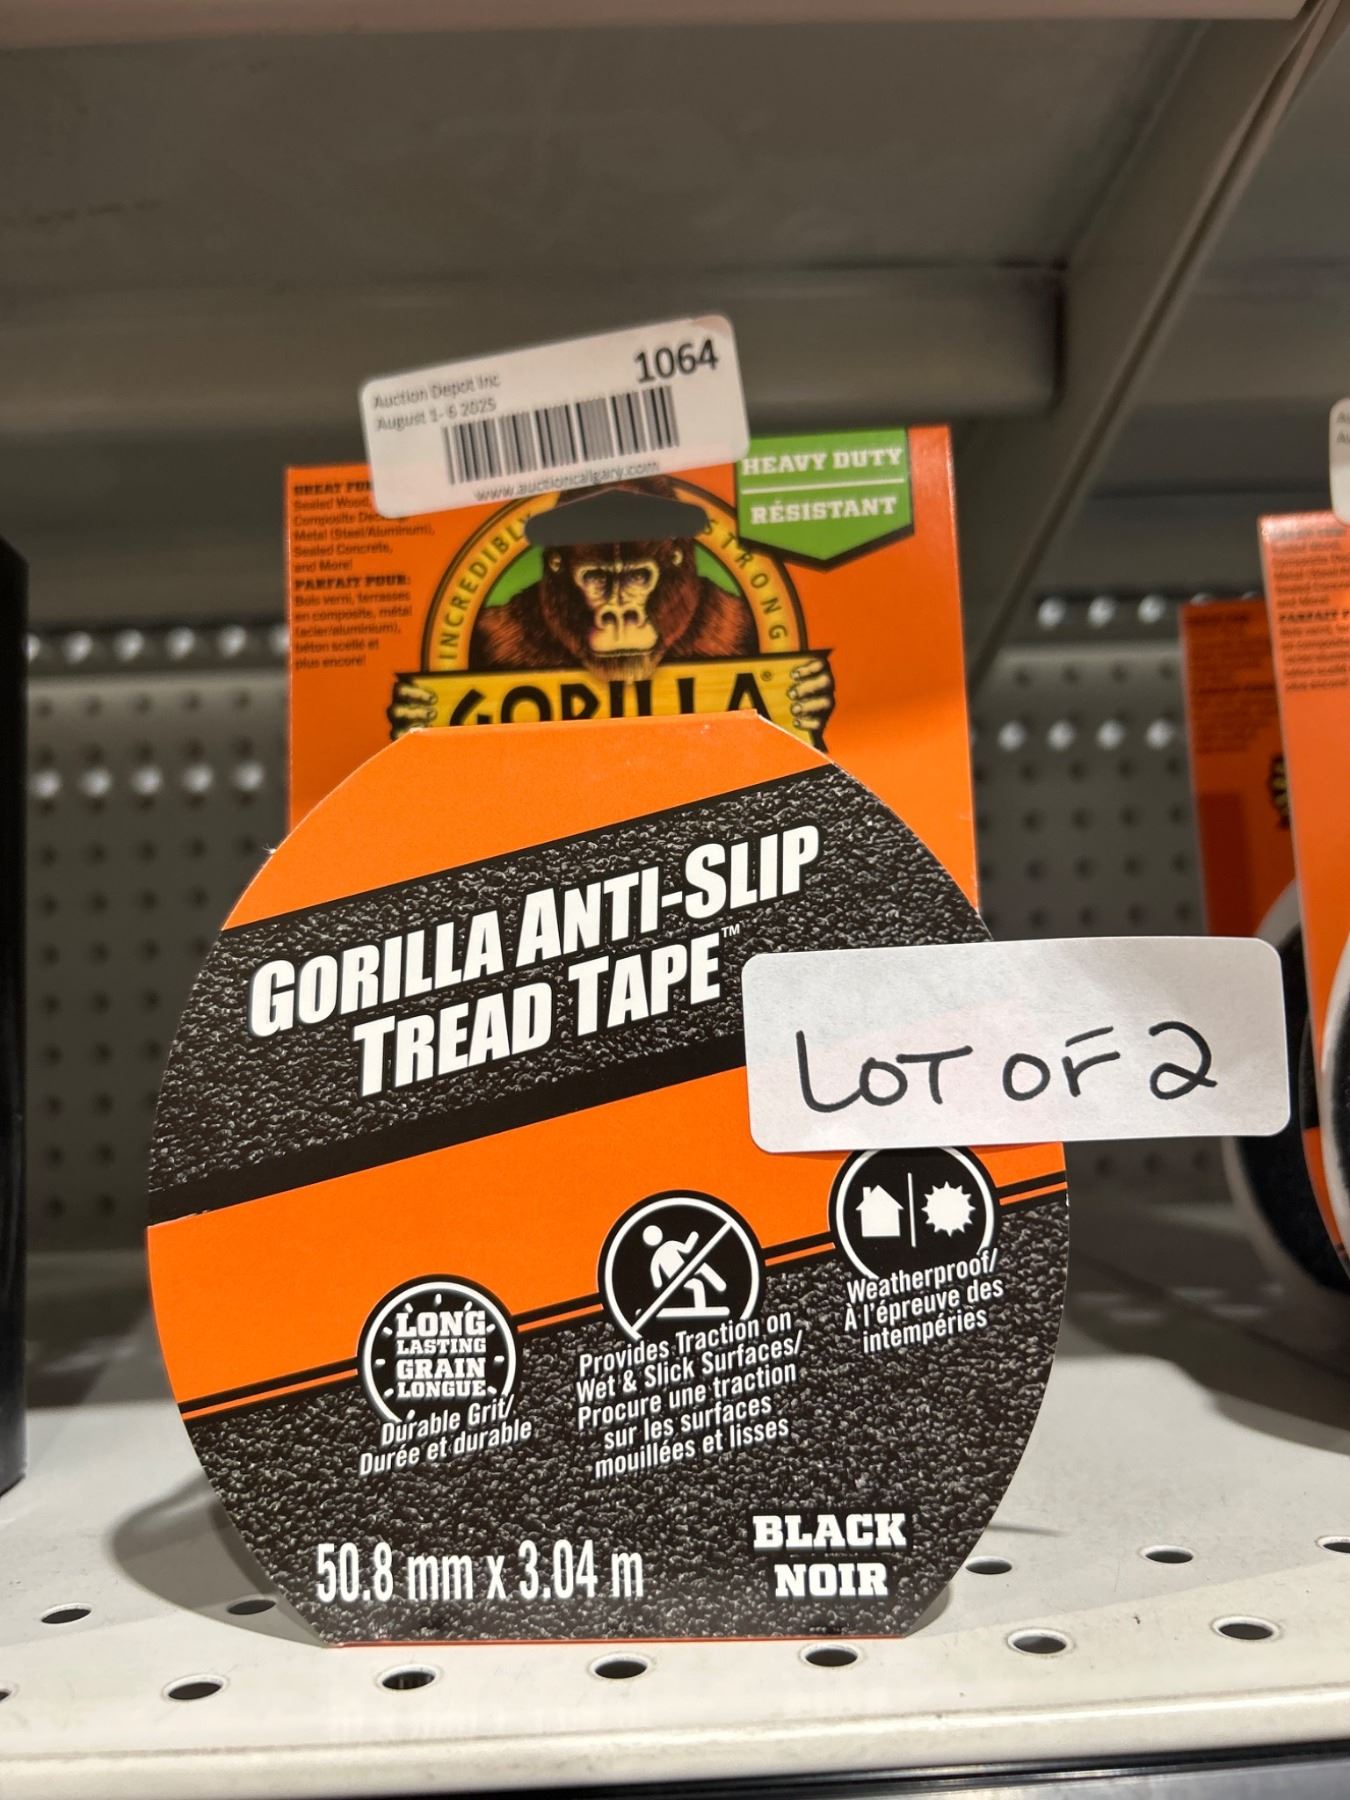 1064
Auction Depot Inc
August 1- 6 2025
www.auctioncalgary.com
HEAVY DUTY
RÉSISTANT
Sealed Wood,
Composite
Metal (Steel/Aluminum),
Sealed Concrete,
and More!
PARFAIT POUR:
Bois verni, terrasses
en composite, métal
(acier/aluminium),
béton scellé et
plus encore!
INCREDIBLY STRONG
GORILLA®
GORILLA ANTI-SLIP
TREAD TAPE™
LOT OF 2
LONG
LASTING
GRAIN
LONGUE
Durable Grit/
Durée et durable
Provides Traction on
Wet & Slick Surfaces/
Procure une traction
sur les surfaces
mouillées et lisses
Weatherproof/
À l'épreuve des
intempéries
50.8 mm x 3.04 m
BLACK
NOIR